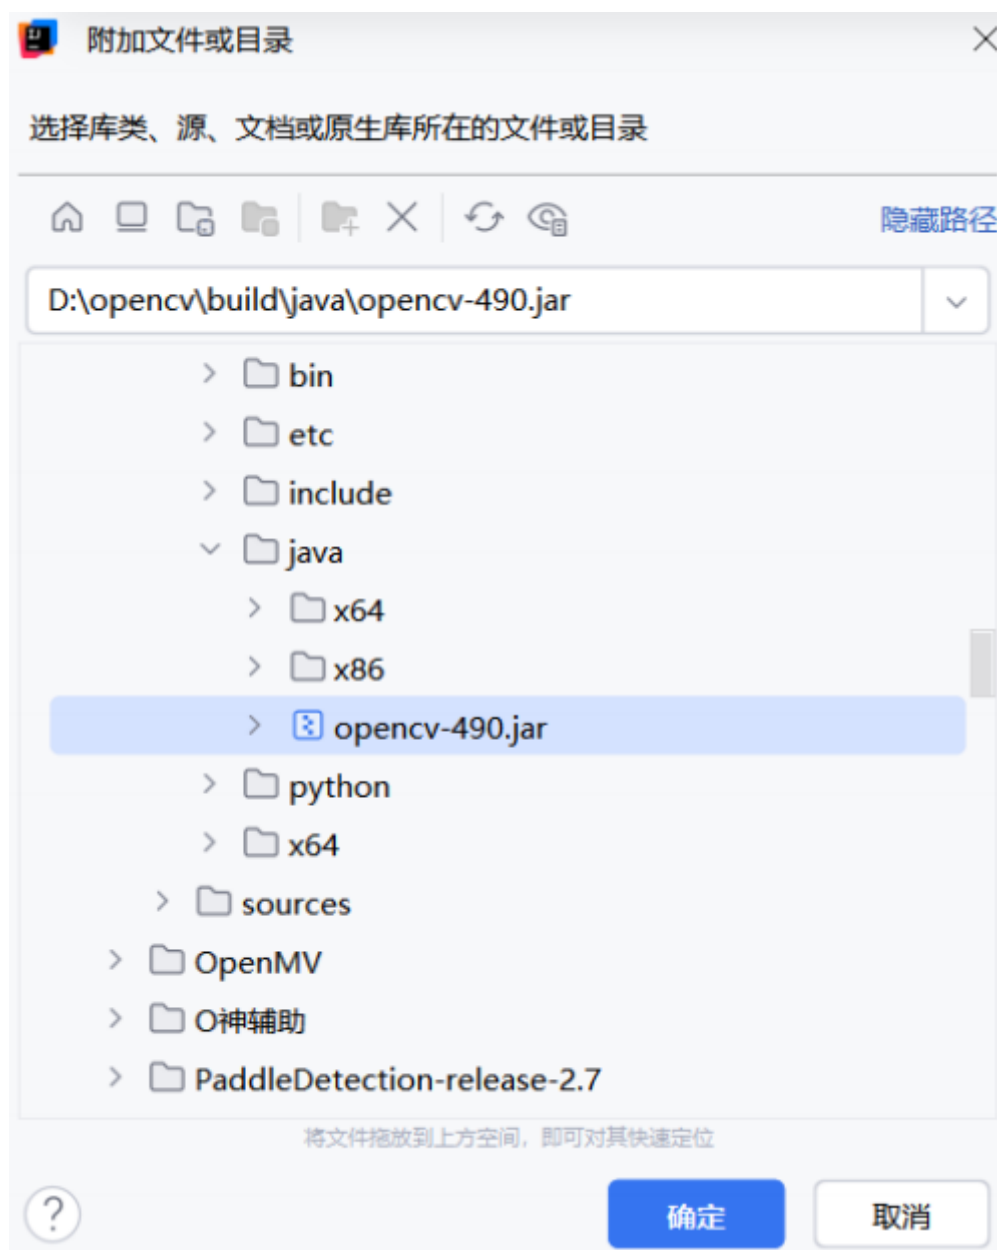 附加文件或目录
选择库类、源、文档或原生库所在的文件或目录
隐藏路径
D:\opencv\build\java\opencv-490.jar
bin
etc
include
java
x64
x86
opencv-490.jar
python
x64
sources
OpenMV
O神辅助
PaddleDetection-release-2.7
将文件拖放到上方空间，即可对其快速定位
? 确定 取消